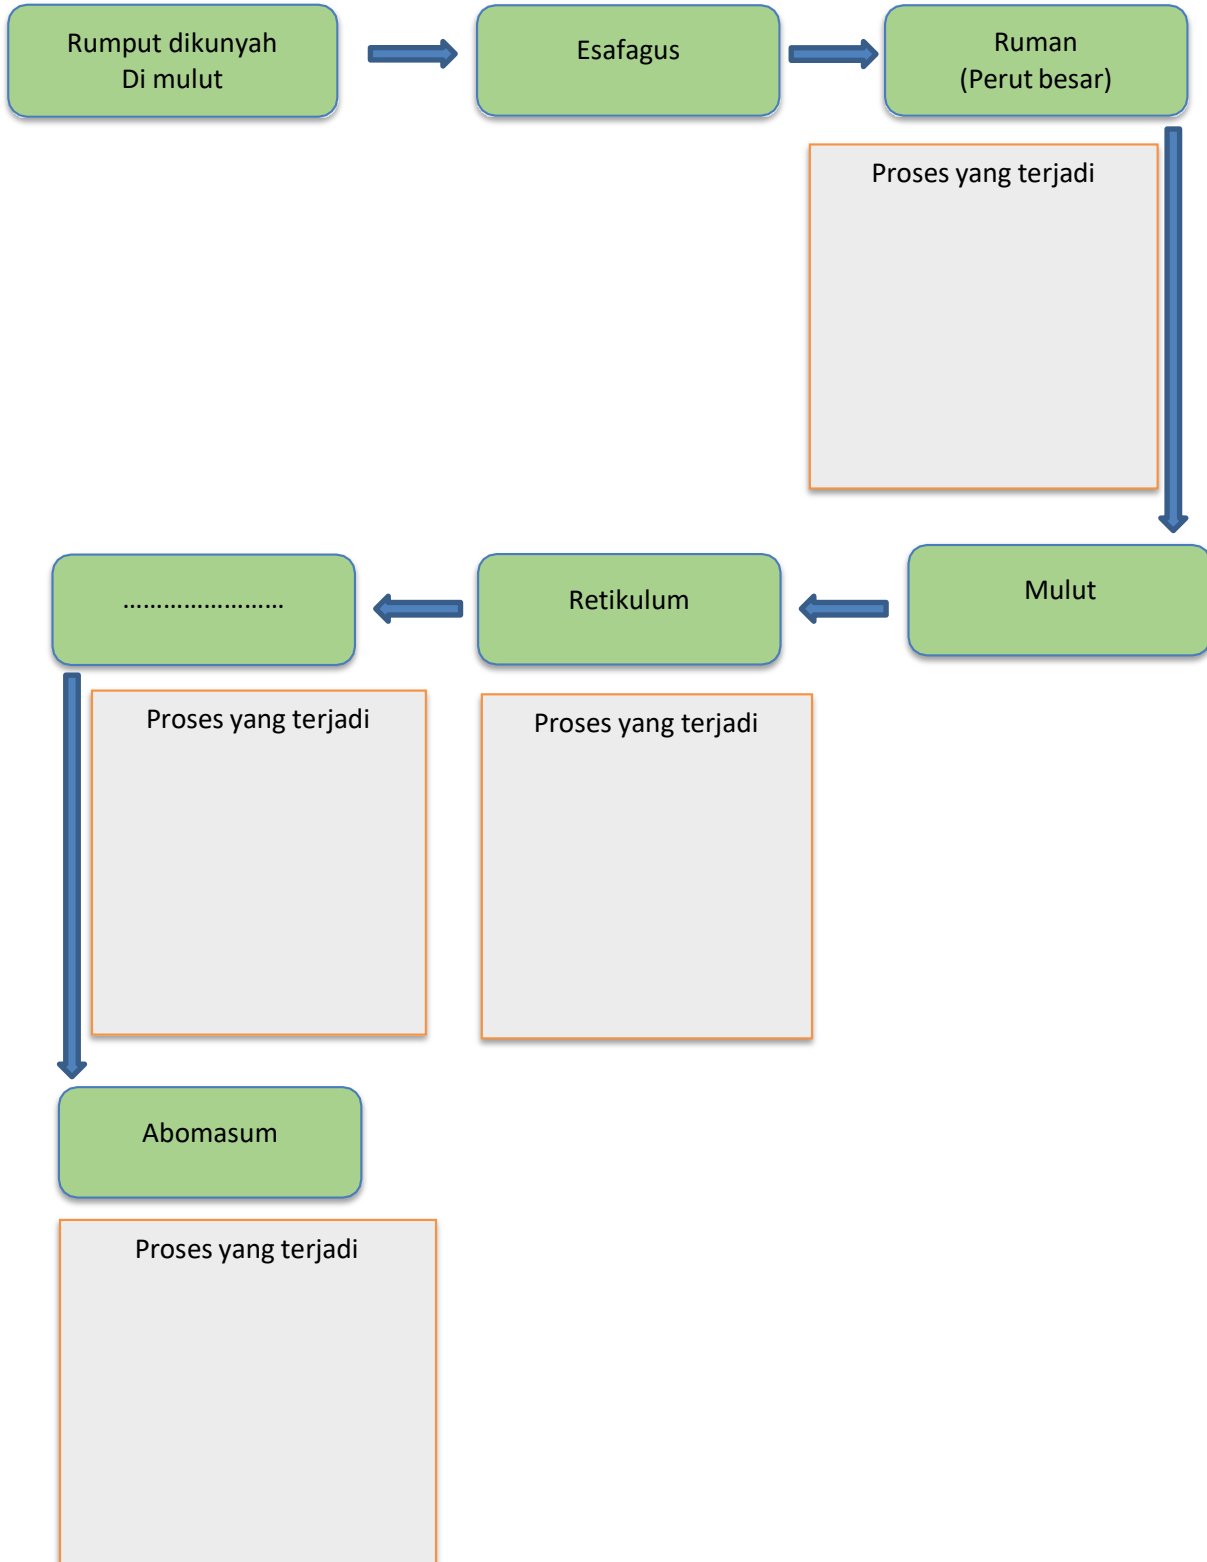 Rumput dikunyah
Di mulut
Esafagus
Ruman
(Perut besar)
Proses yang terjadi
Mulut
Retikulum
……………………
Proses yang terjadi
Proses yang terjadi
Abomasum
Proses yang terjadi